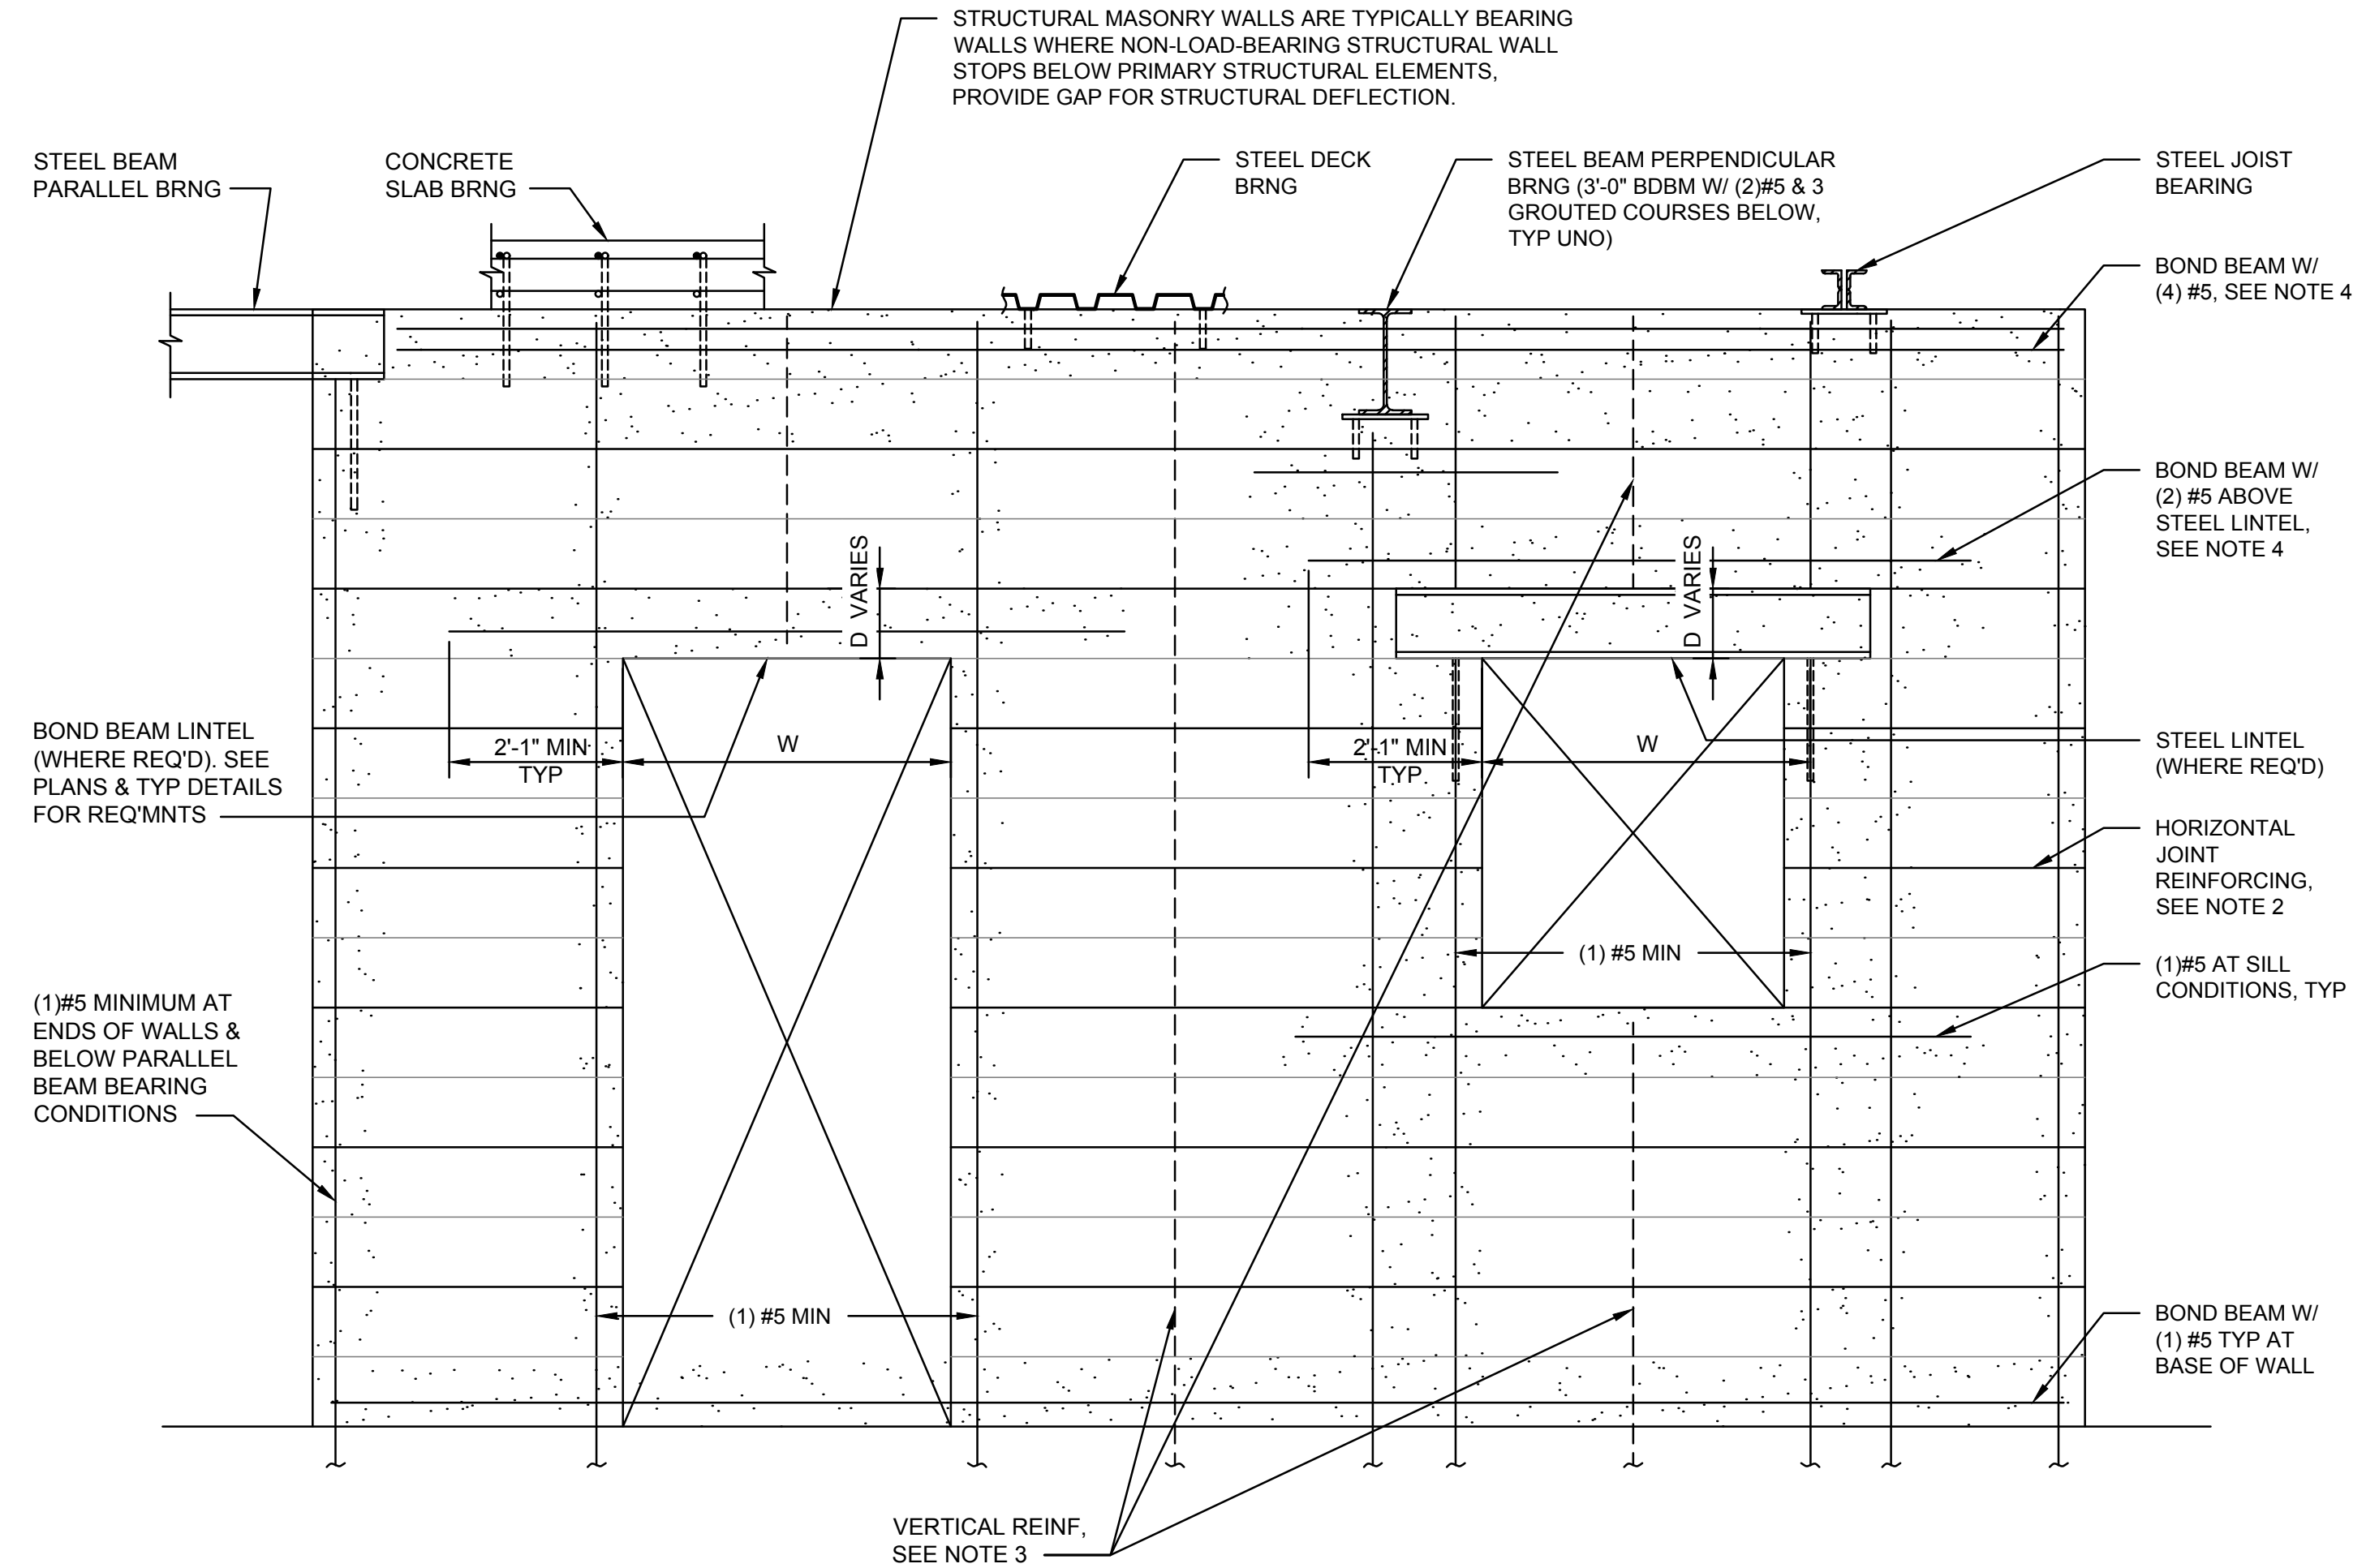 STRUCTURAL MASONRY WALLS ARE TYPICALLY BEARING
WALLS WHERE NON-LOAD-BEARING STRUCTURAL WALL
STOPS BELOW PRIMARY STRUCTURAL ELEMENTS,
PROVIDE GAP FOR STRUCTURAL DEFLECTION.
STEEL BEAM
PARALLEL BRNG
CONCRETE
SLAB BRNG
STEEL DECK
BRNG
STEEL BEAM PERPENDICULAR
BRNG (3'-0" BDBM W/ (2)#5 & 3
GROUTED COURSES BELOW,
TYP UNO)
STEEL JOIST
BEARING
BOND BEAM W/
(4) #5, SEE NOTE 4
BOND BEAM W/
(2) #5 ABOVE
STEEL LINTEL,
SEE NOTE 4
D VARIES
D VARIES
BOND BEAM LINTEL
(WHERE REQ'D). SEE
PLANS & TYP DETAILS
FOR REQ'MNTS
2'-1" MIN
TYP
W
2'-1" MIN
TYP
W
STEEL LINTEL
(WHERE REQ'D)
HORIZONTAL
JOINT
REINFORCING,
SEE NOTE 2
(1) #5 MIN
(1)#5 AT SILL
CONDITIONS, TYP
(1)#5 MINIMUM AT
ENDS OF WALLS &
BELOW PARALLEL
BEAM BEARING
CONDITIONS
(1) #5 MIN
BOND BEAM W/
(1) #5 TYP AT
BASE OF WALL
VERTICAL REINF,
SEE NOTE 3